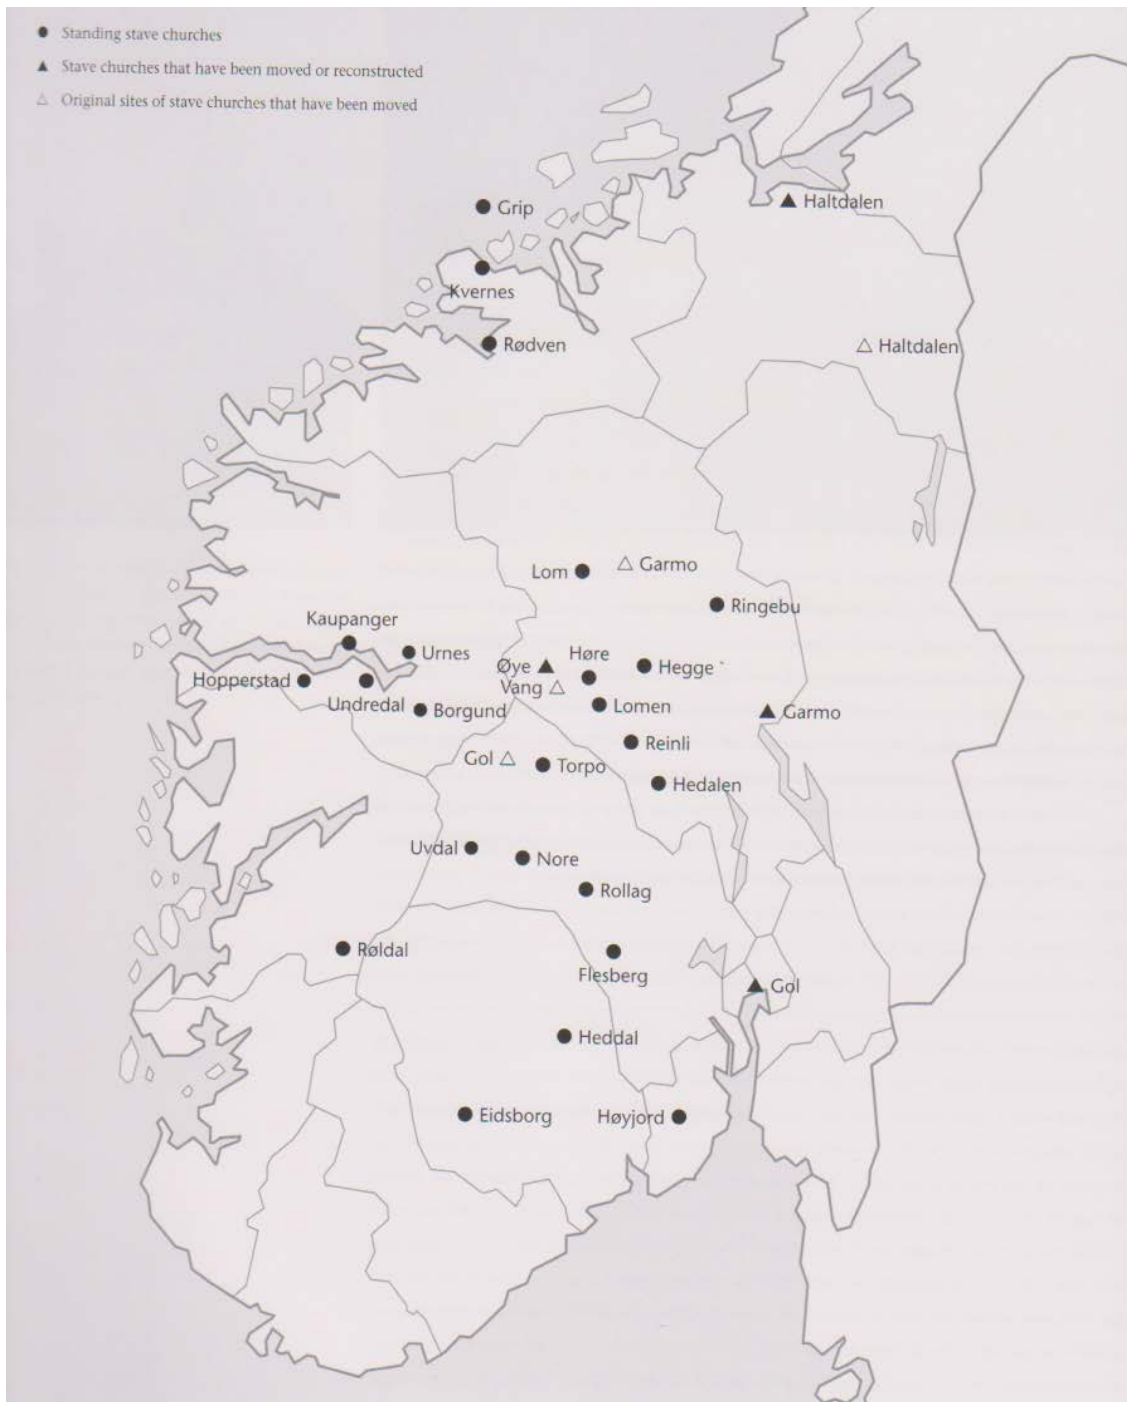 Standing stave churches
Stave churches that have been moved or reconstructed
Original sites of stave churches that have been moved
Haltdalen
Grip
Kvernes
Rødven
Haltdalen
Lom
Garmo
Ringebu
Kaupanger
Urnes
Høre
Øye
Hegge
Hopperstad
Vang
Undredal
Borgund
Lomen
Garmo
Reinli
Gol
Torpo
Hedalen
Uvdal
Nore
Rollag
Røldal
Flesberg
Gol
Heddal
Eidsborg
Høyjord